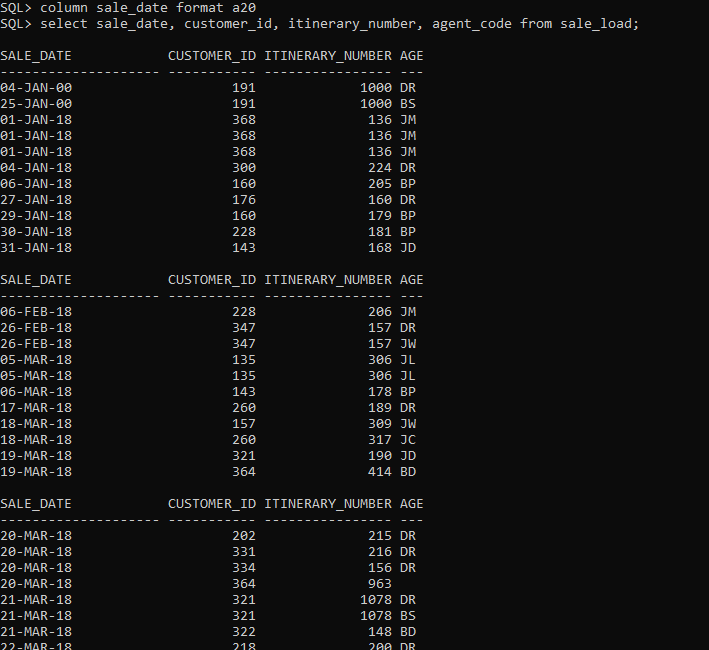 SQL> column sale_date format a20
SQL> select sale_date, customer_id, itinerary_number, agent_code from sale_load;
SALE_DATE            CUSTOMER_ID ITINERARY_NUMBER AGE
-------------------- ----------- ---------------- ---
04-JAN-00                    191             1000 DR
25-JAN-00                    191             1000 BS
01-JAN-18                    368              136 JM
01-JAN-18                    368              136 JM
01-JAN-18                    368              136 JM
04-JAN-18                    300              224 DR
06-JAN-18                    160              205 BP
27-JAN-18                    176              160 DR
29-JAN-18                    160              179 BP
30-JAN-18                    228              181 BP
31-JAN-18                    143              168 JD
SALE_DATE            CUSTOMER_ID ITINERARY_NUMBER AGE
-------------------- ----------- ---------------- ---
06-FEB-18                    228              206 JM
26-FEB-18                    347              157 DR
26-FEB-18                    347              157 JW
05-MAR-18                    135              306 JL
05-MAR-18                    135              306 JL
06-MAR-18                    143              178 BP
17-MAR-18                    260              189 DR
18-MAR-18                    157              309 JW
18-MAR-18                    260              317 JC
19-MAR-18                    321              190 JD
19-MAR-18                    364              414 BD
SALE_DATE            CUSTOMER_ID ITINERARY_NUMBER AGE
-------------------- ----------- ---------------- ---
20-MAR-18                    202              215 DR
20-MAR-18                    331              216 DR
20-MAR-18                    334              156 DR
20-MAR-18                    364              963
21-MAR-18                    321             1078 DR
21-MAR-18                    321             1078 BS
21-MAR-18                    322              148 BD
22-MAR-18                    218              200 DR